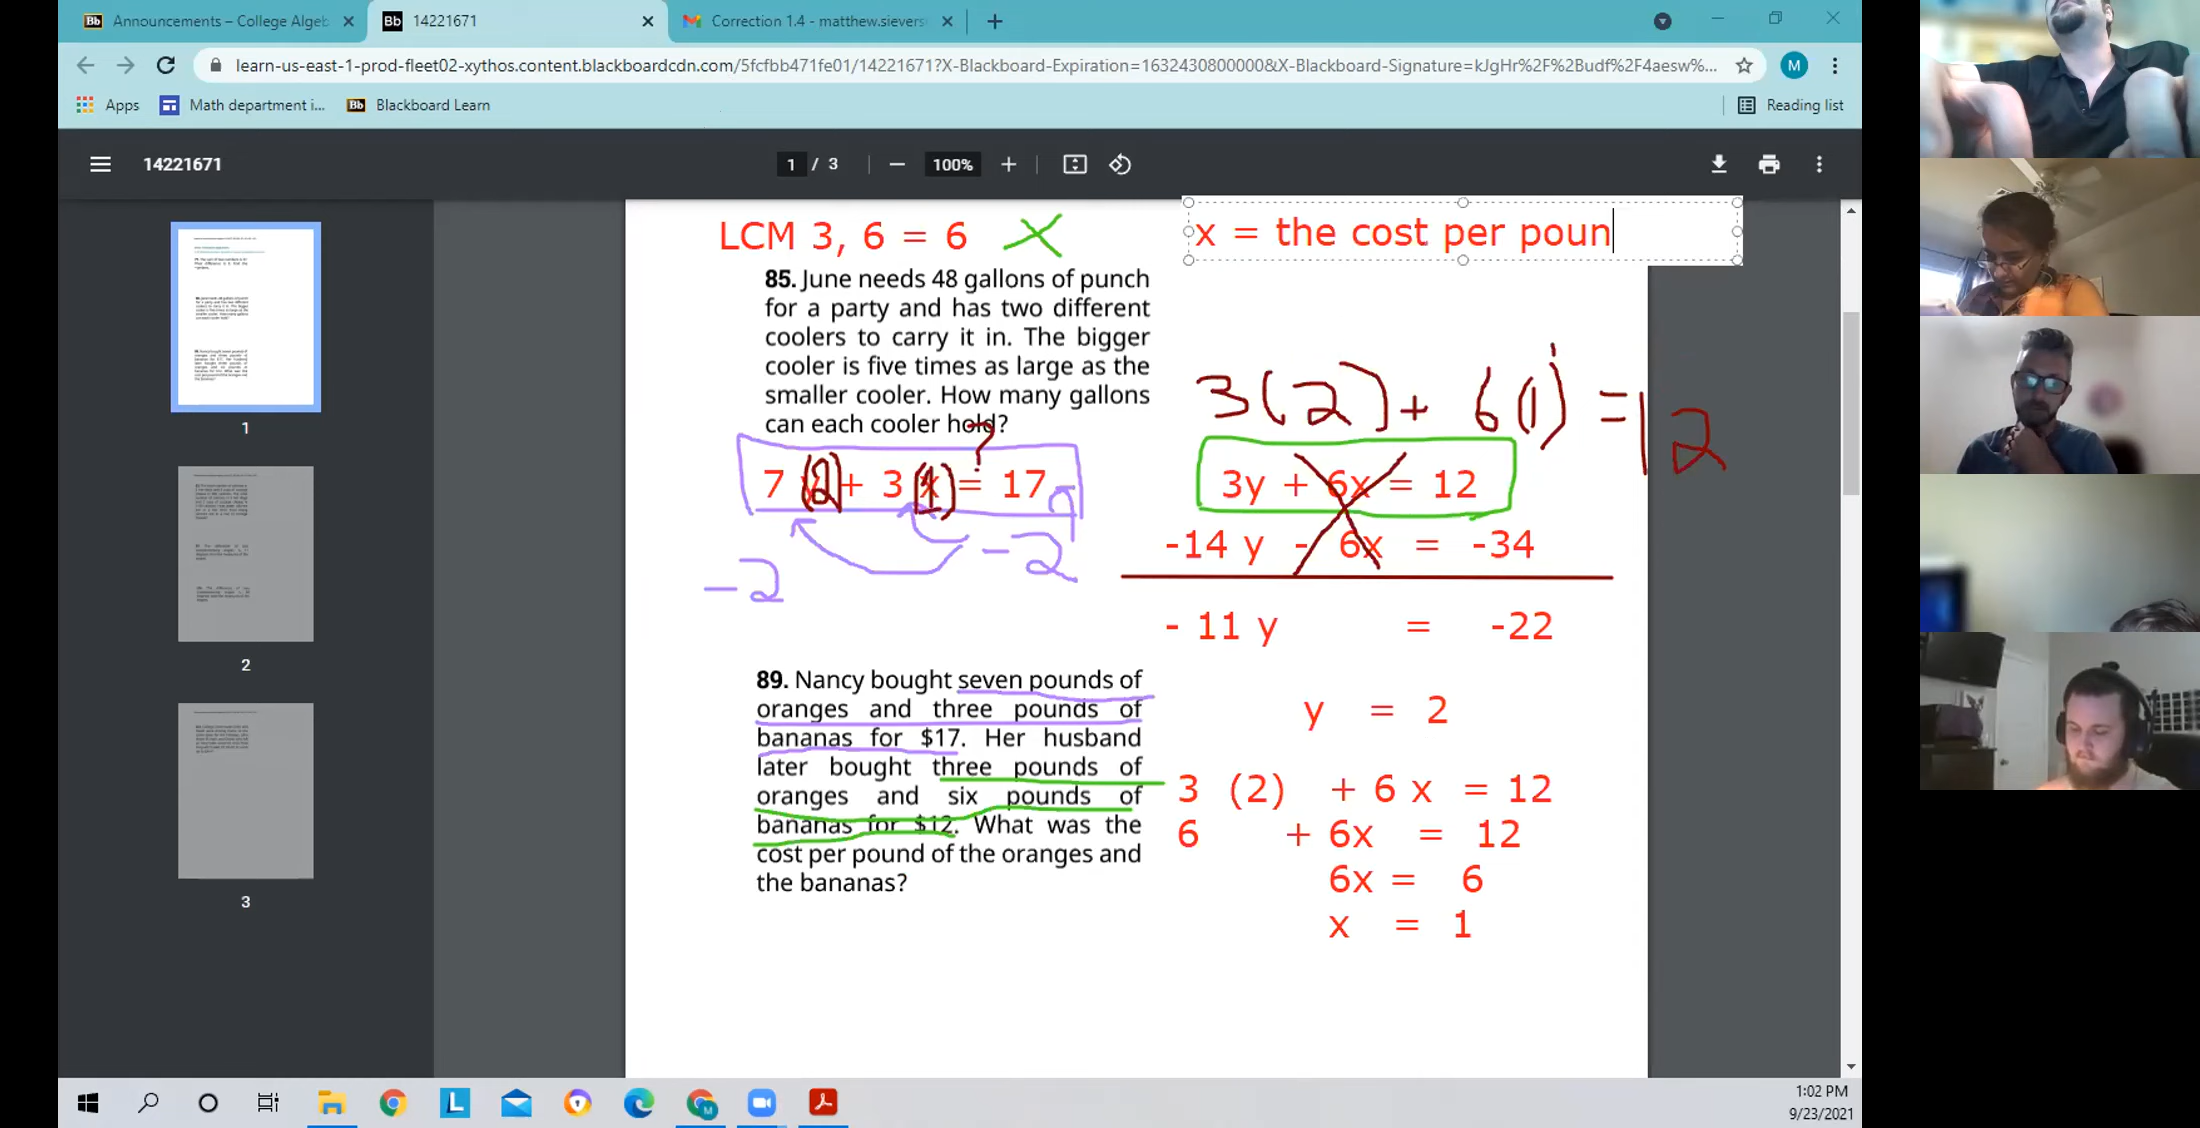 Announcements – College Algeb
14221671
Correction 1.4 - matthew.sievers
learn-us-east-1-prod-fleet02-xythos.content.blackboardcdn.com/5fcfbb471fe01/14221671?X-Blackboard-Expiration=1632430800000&X-Blackboard-Signature=kJgHr%2F%2Budf%2F4aesw%...
M
Apps
Math department i...
Bb Blackboard Learn
Reading list
14221671
1 / 3
100%
1
2
3
LCM 3, 6 = 6 X
x = the cost per poun
85. June needs 48 gallons of punch
for a party and has two different
coolers to carry it in. The bigger
cooler is five times as large as the
smaller cooler. How many gallons
can each cooler hold?
3(2) + 6(1) = 12
?
7 (2) + 3 (1) = 17
-2
-2
3y + 6x = 12
-14 y - 6x = -34
- 11 y = -22
y = 2
3 (2) + 6 x = 12
6 + 6x = 12
6x = 6
x = 1
89. Nancy bought seven pounds of
oranges and three pounds of
bananas for $17. Her husband
later bought three pounds of
oranges and six pounds of
bananas for $12. What was the
cost per pound of the oranges and
the bananas?
1:02 PM
9/23/2021